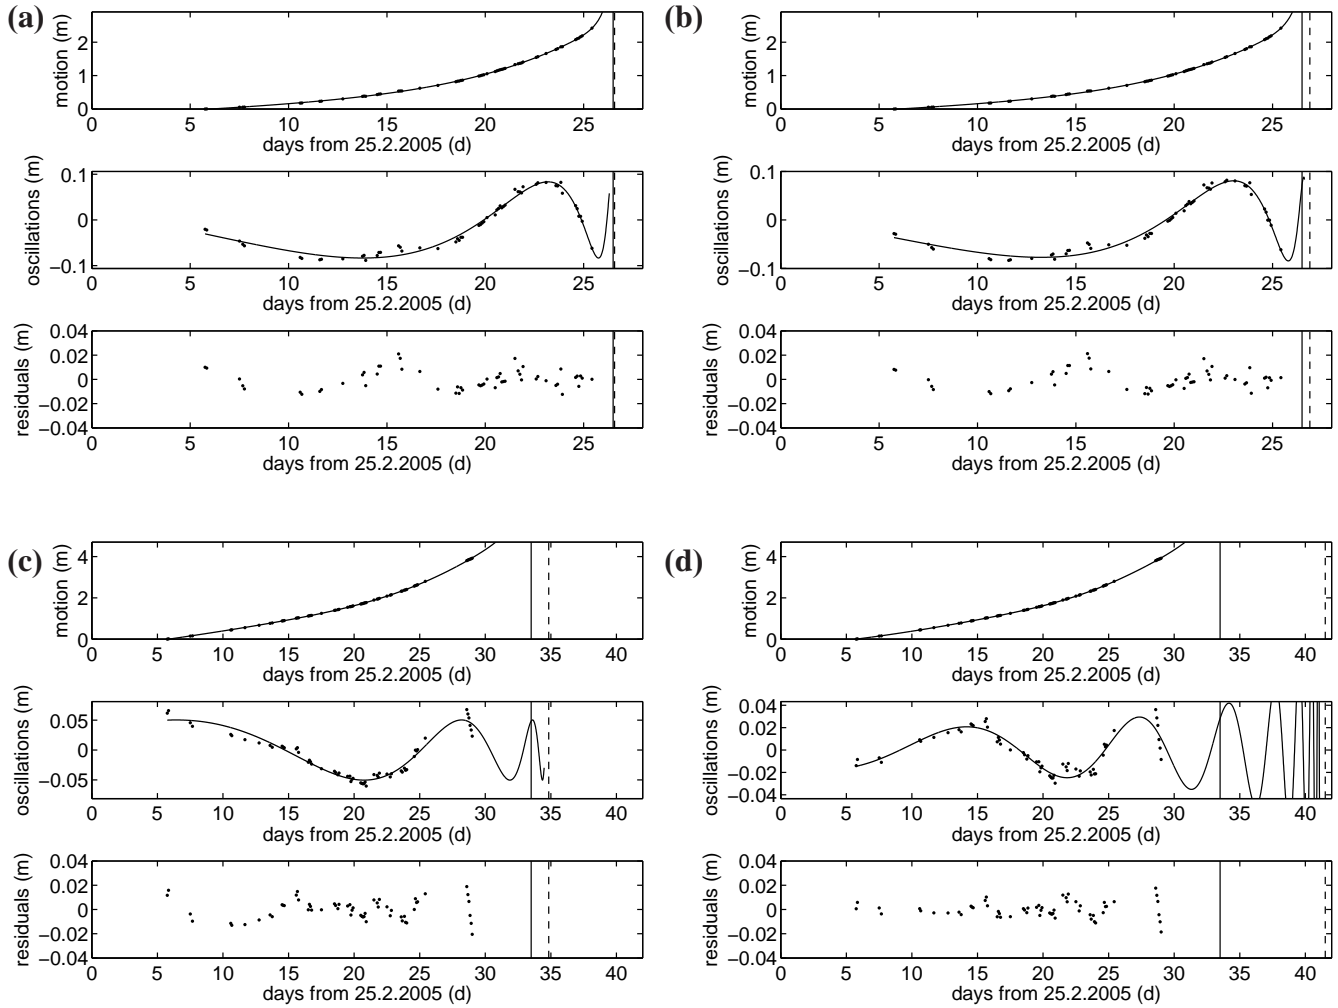 (a)
motion (m)
2
1
0
0 5 10 15 20 25
days from 25.2.2005 (d)
oscillations (m)
0.1
0
−0.1
0 5 10 15 20 25
days from 25.2.2005 (d)
residuals (m)
0.04
0.02
0
−0.02
−0.04
0 5 10 15 20 25
days from 25.2.2005 (d)
(b)
motion (m)
2
1
0
0 5 10 15 20 25
days from 25.2.2005 (d)
oscillations (m)
0.1
0
−0.1
0 5 10 15 20 25
days from 25.2.2005 (d)
residuals (m)
0.04
0.02
0
−0.02
−0.04
0 5 10 15 20 25
days from 25.2.2005 (d)
(c)
motion (m)
4
2
0
0 5 10 15 20 25 30 35 40
days from 25.2.2005 (d)
oscillations (m)
0.05
0
−0.05
0 5 10 15 20 25 30 35 40
days from 25.2.2005 (d)
residuals (m)
0.04
0.02
0
−0.02
−0.04
0 5 10 15 20 25 30 35 40
days from 25.2.2005 (d)
(d)
motion (m)
4
2
0
0 5 10 15 20 25 30 35 40
days from 25.2.2005 (d)
oscillations (m)
0.04
0.02
0
−0.02
−0.04
0 5 10 15 20 25 30 35 40
days from 25.2.2005 (d)
residuals (m)
0.04
0.02
0
−0.02
−0.04
0 5 10 15 20 25 30 35 40
days from 25.2.2005 (d)